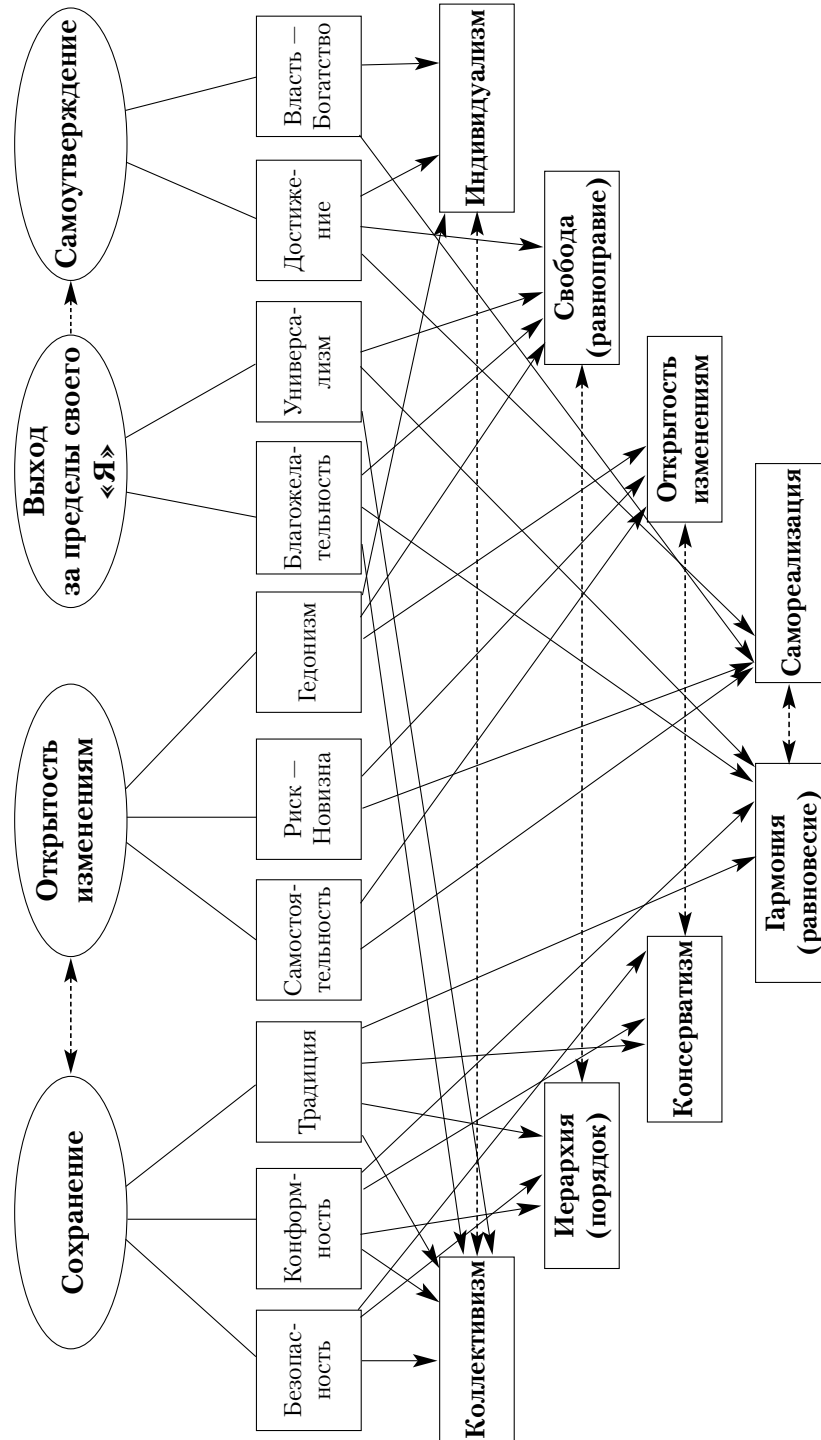 Сохранение
Открытость
изменениям
Выход
за пределы своего
«Я»
Самоутверждение
Безопас-
ность
Конформ-
ность
Традиция
Самостоя-
тельность
Риск —
Новизна
Гедонизм
Благожела-
тельность
Универса-
лизм
Достиже-
ние
Власть —
Богатство
Коллективизм
Индивидуализм
Иерархия
(порядок)
Свобода
(равноправие)
Консерватизм
Открытость
изменениям
Гармония
(равновесие)
Самореализация